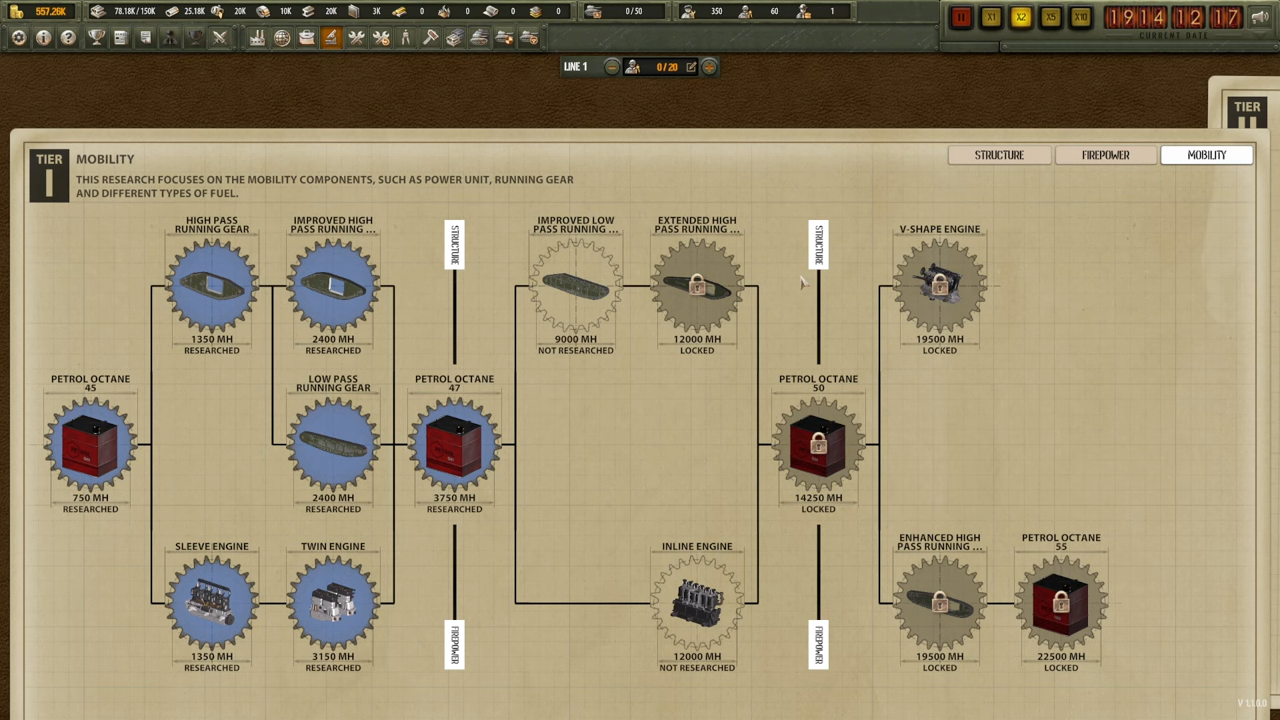 557.26K 78.18K / 150K 25.18K 20K 10K 20K 3K 0 0 0 0 0/50 350 60 1
X1 X2 X5 X10 1914 12 17
CURRENT DATE
LINE 1 0/20
TIER
II
TIER
I
MOBILITY
THIS RESEARCH FOCUSES ON THE MOBILITY COMPONENTS, SUCH AS POWER UNIT, RUNNING GEAR
AND DIFFERENT TYPES OF FUEL.
STRUCTURE FIREPOWER MOBILITY
HIGH PASS
RUNNING GEAR
1350 MH
RESEARCHED
IMPROVED HIGH
PASS RUNNING ...
2400 MH
RESEARCHED
STRUCTURE
IMPROVED LOW
PASS RUNNING ...
9000 MH
NOT RESEARCHED
EXTENDED HIGH
PASS RUNNING ...
12000 MH
LOCKED
STRUCTURE
V-SHAPE ENGINE
19500 MH
LOCKED
PETROL OCTANE
45
750 MH
RESEARCHED
LOW PASS
RUNNING GEAR
2400 MH
RESEARCHED
PETROL OCTANE
47
3750 MH
RESEARCHED
PETROL OCTANE
50
14250 MH
LOCKED
SLEEVE ENGINE
1350 MH
RESEARCHED
TWIN ENGINE
3150 MH
RESEARCHED
FIREPOWER
INLINE ENGINE
12000 MH
NOT RESEARCHED
FIREPOWER
ENHANCED HIGH
PASS RUNNING ...
19500 MH
LOCKED
PETROL OCTANE
55
22500 MH
LOCKED
V 1.1.0.0